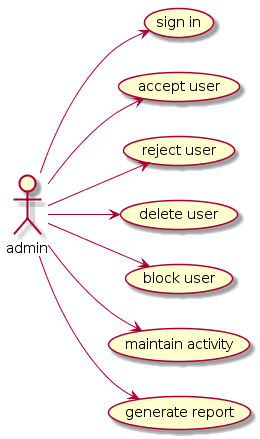 sign in
accept user
reject user
delete user
admin
block user
maintain activity
generate report